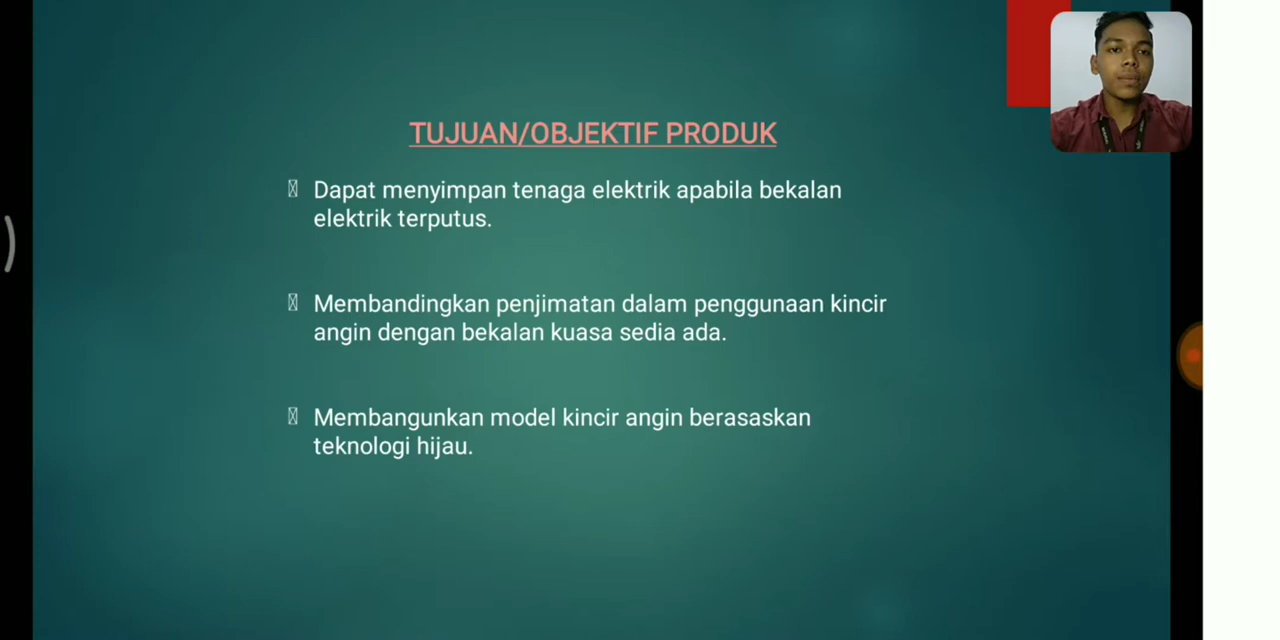 TUJUAN/OBJEKTIF PRODUK
Dapat menyimpan tenaga elektrik apabila bekalan
elektrik terputus.
Membandingkan penjimatan dalam penggunaan kincir
angin dengan bekalan kuasa sedia ada.
Membangunkan model kincir angin berasaskan
teknologi hijau.